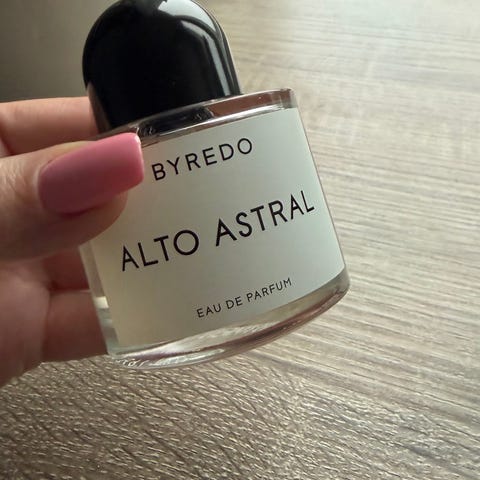 BYREDO
ALTO ASTRAL
EAU DE PARFUM